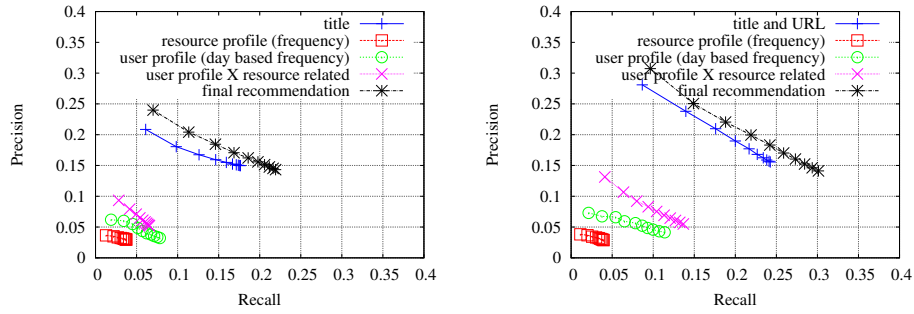 0.4
0.35
0.3
0.25
0.2
0.15
0.1
0.05
0
Precision
0 0.05 0.1 0.15 0.2 0.25 0.3 0.35 0.4
Recall
title
resource profile (frequency)
user profile (day based frequency)
user profile X resource related
final recommendation
0.4
0.35
0.3
0.25
0.2
0.15
0.1
0.05
0
Precision
0 0.05 0.1 0.15 0.2 0.25 0.3 0.35 0.4
Recall
title and URL
resource profile (frequency)
user profile (day based frequency)
user profile X resource related
final recommendation